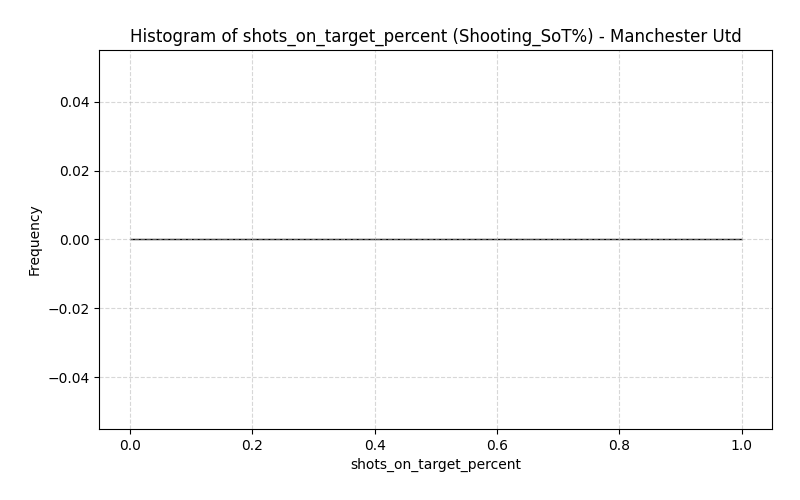 Histogram of shots_on_target_percent (Shooting_SoT%) - Manchester Utd
0.04
0.02
0.00
−0.02
−0.04
Frequency
0.0 0.2 0.4 0.6 0.8 1.0
shots_on_target_percent